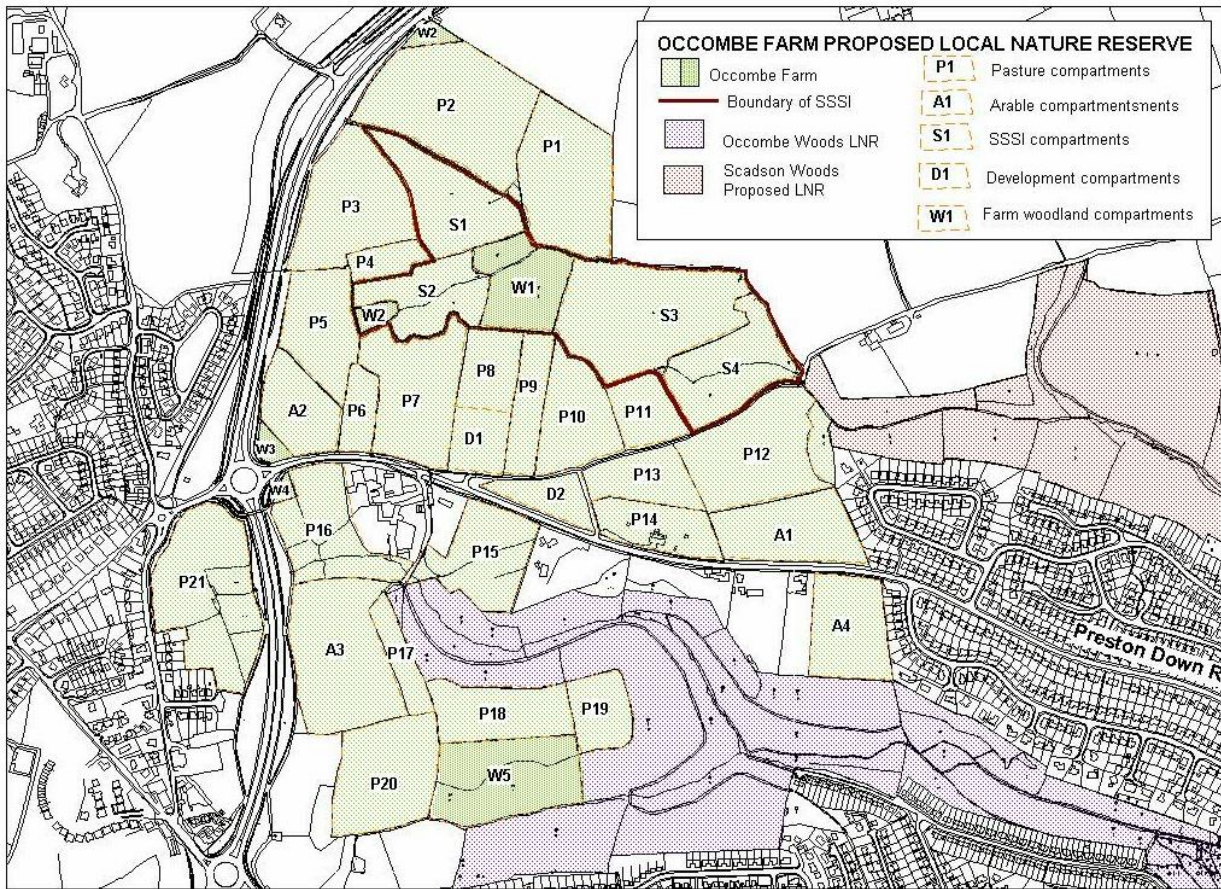 OCCOMBE FARM PROPOSED LOCAL NATURE RESERVE
Occombe Farm
Boundary of SSSI
Occombe Woods LNR
Scadson Woods
Proposed LNR
P1 Pasture compartments
A1 Arable compartmentsments
S1 SSSI compartments
D1 Development compartments
W1 Farm woodland compartments
W2
P2
P1
P3
S1
P4
W1
S2
W2
P5
S3
S4
P8
P9
A2
P6
P7
P10
P11
D1
W3
P12
P13
W4
D2
P16
P14
A1
P15
P21
A4
Preston Down R
A3
P17
P18
P19
P20
W5